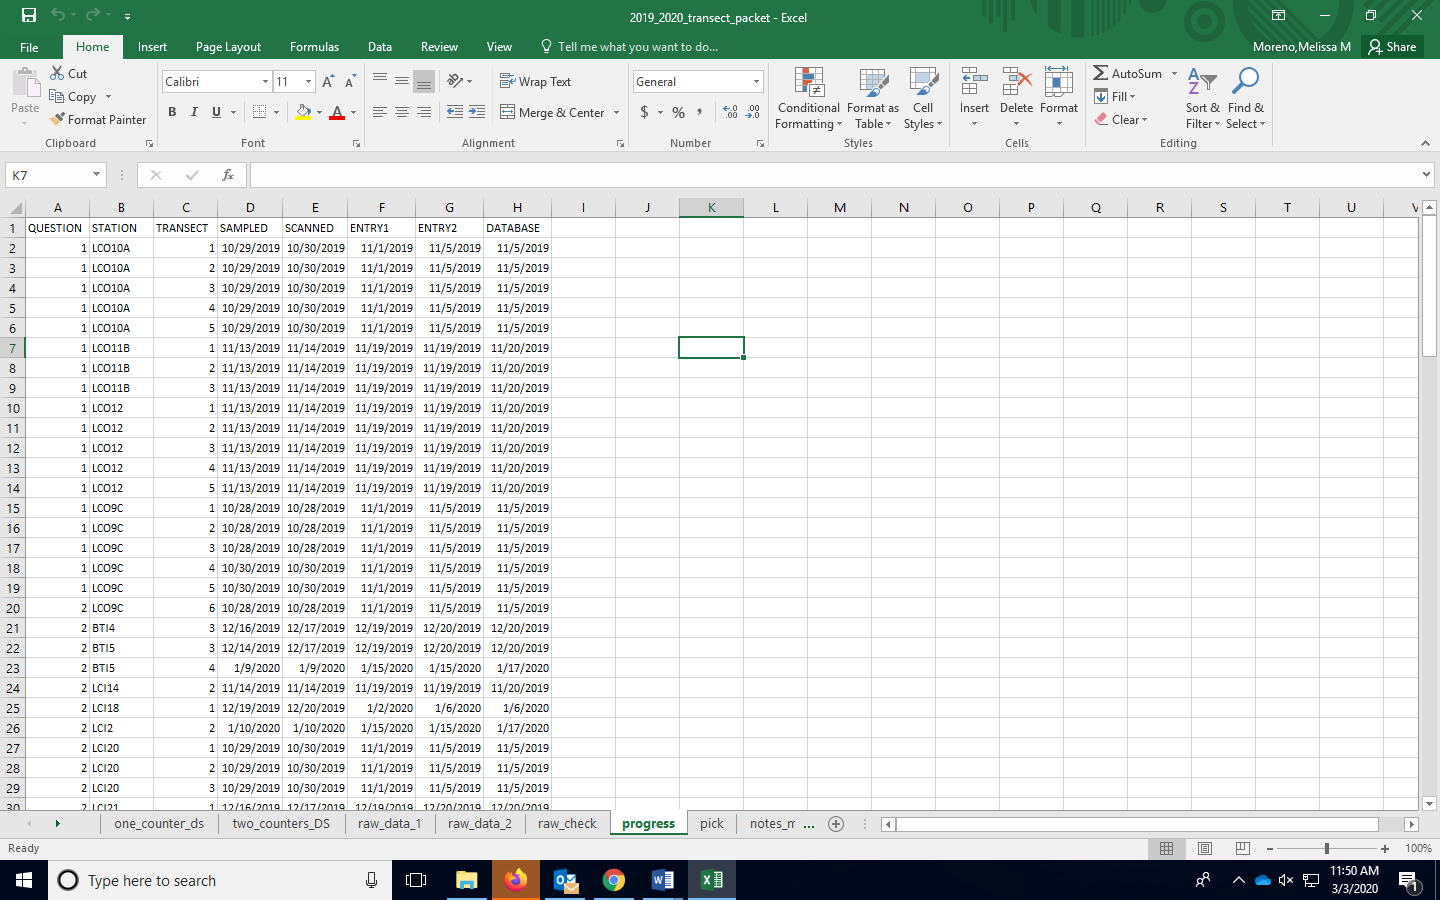 2019_2020_transect_packet - Excel
File Home Insert Page Layout Formulas Data Review View Tell me what you want to do... Moreno,Melissa M Share
Paste Cut Copy Format Painter Clipboard
Calibri 11 B I U A Font
Wrap Text Merge & Center Alignment
General $ % , Number
Conditional Formatting Format as Table Cell Styles Styles
Insert Delete Format Cells
AutoSum Fill Clear Sort & Filter Find & Select Editing
K7 fx
A B C D E F G H I J K L M N O P Q R S T U V
1 QUESTION STATION TRANSECT SAMPLED SCANNED ENTRY1 ENTRY2 DATABASE
2 1 LCO10A 1 10/29/2019 10/30/2019 11/1/2019 11/5/2019 11/5/2019
3 1 LCO10A 2 10/29/2019 10/30/2019 11/1/2019 11/5/2019 11/5/2019
4 1 LCO10A 3 10/29/2019 10/30/2019 11/1/2019 11/5/2019 11/5/2019
5 1 LCO10A 4 10/29/2019 10/30/2019 11/1/2019 11/5/2019 11/5/2019
6 1 LCO10A 5 10/29/2019 10/30/2019 11/1/2019 11/5/2019 11/5/2019
7 1 LCO11B 1 11/13/2019 11/14/2019 11/19/2019 11/19/2019 11/20/2019
8 1 LCO11B 2 11/13/2019 11/14/2019 11/19/2019 11/19/2019 11/20/2019
9 1 LCO11B 3 11/13/2019 11/14/2019 11/19/2019 11/19/2019 11/20/2019
10 1 LCO12 1 11/13/2019 11/14/2019 11/19/2019 11/19/2019 11/20/2019
11 1 LCO12 2 11/13/2019 11/14/2019 11/19/2019 11/19/2019 11/20/2019
12 1 LCO12 3 11/13/2019 11/14/2019 11/19/2019 11/19/2019 11/20/2019
13 1 LCO12 4 11/13/2019 11/14/2019 11/19/2019 11/19/2019 11/20/2019
14 1 LCO12 5 11/13/2019 11/14/2019 11/19/2019 11/19/2019 11/20/2019
15 1 LCO9C 1 10/28/2019 10/28/2019 11/1/2019 11/5/2019 11/5/2019
16 1 LCO9C 2 10/28/2019 10/28/2019 11/1/2019 11/5/2019 11/5/2019
17 1 LCO9C 3 10/28/2019 10/28/2019 11/1/2019 11/5/2019 11/5/2019
18 1 LCO9C 4 10/30/2019 10/30/2019 11/1/2019 11/5/2019 11/5/2019
19 1 LCO9C 5 10/30/2019 10/30/2019 11/1/2019 11/5/2019 11/5/2019
20 2 LCO9C 6 10/28/2019 10/28/2019 11/1/2019 11/5/2019 11/5/2019
21 2 BTI4 3 12/16/2019 12/17/2019 12/19/2019 12/20/2019 12/20/2019
22 2 BTI5 3 12/14/2019 12/17/2019 12/19/2019 12/20/2019 12/20/2019
23 2 BTI5 4 1/9/2020 1/9/2020 1/15/2020 1/15/2020 1/17/2020
24 2 LCI14 2 11/14/2019 11/14/2019 11/19/2019 11/19/2019 11/20/2019
25 2 LCI18 1 12/19/2019 12/20/2019 1/2/2020 1/6/2020 1/6/2020
26 2 LCI2 2 1/10/2020 1/10/2020 1/15/2020 1/15/2020 1/17/2020
27 2 LCI20 1 10/29/2019 10/30/2019 11/1/2019 11/5/2019 11/5/2019
28 2 LCI20 2 10/29/2019 10/30/2019 11/1/2019 11/5/2019 11/5/2019
29 2 LCI20 3 10/29/2019 10/30/2019 11/1/2019 11/5/2019 11/5/2019
30 2 LCI21 1 12/16/2019 12/17/2019 12/19/2019 12/20/2019 12/20/2019
one_counter_ds two_counters_DS raw_data_1 raw_data_2 raw_check progress pick notes_m ...
Ready 100%
Type here to search 11:50 AM
3/3/2020 1